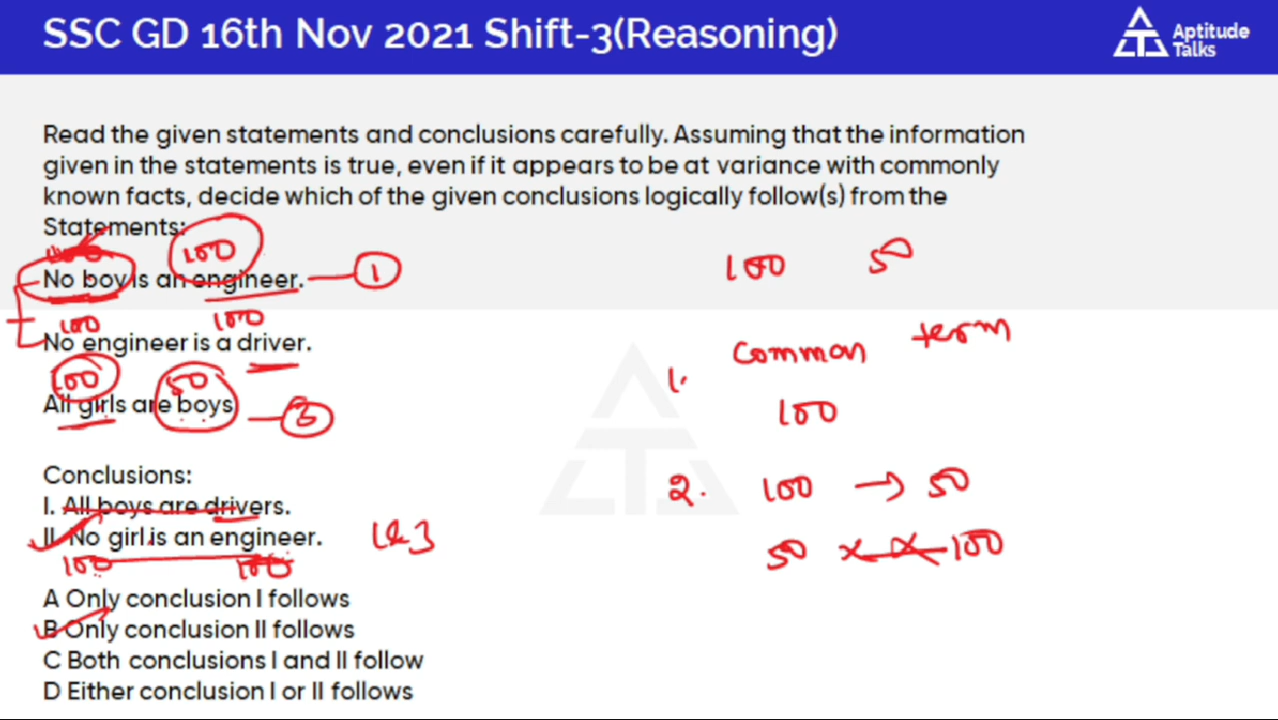 SSC GD 16th Nov 2021 Shift-3(Reasoning)
Aptitude
Talks
Read the given statements and conclusions carefully. Assuming that the information
given in the statements is true, even if it appears to be at variance with commonly
known facts, decide which of the given conclusions logically follow(s) from the
Statements:
100
100 50
No boy is an engineer. 1
100 100
No engineer is a driver.
common term
100 50
1.
All girls are boys 3
100
Conclusions:
2. 100 → 50
I. All boys are drivers.
II. No girl is an engineer. 1&3
50 100
100 100
A Only conclusion I follows
B Only conclusion II follows
C Both conclusions I and II follow
D Either conclusion I or II follows